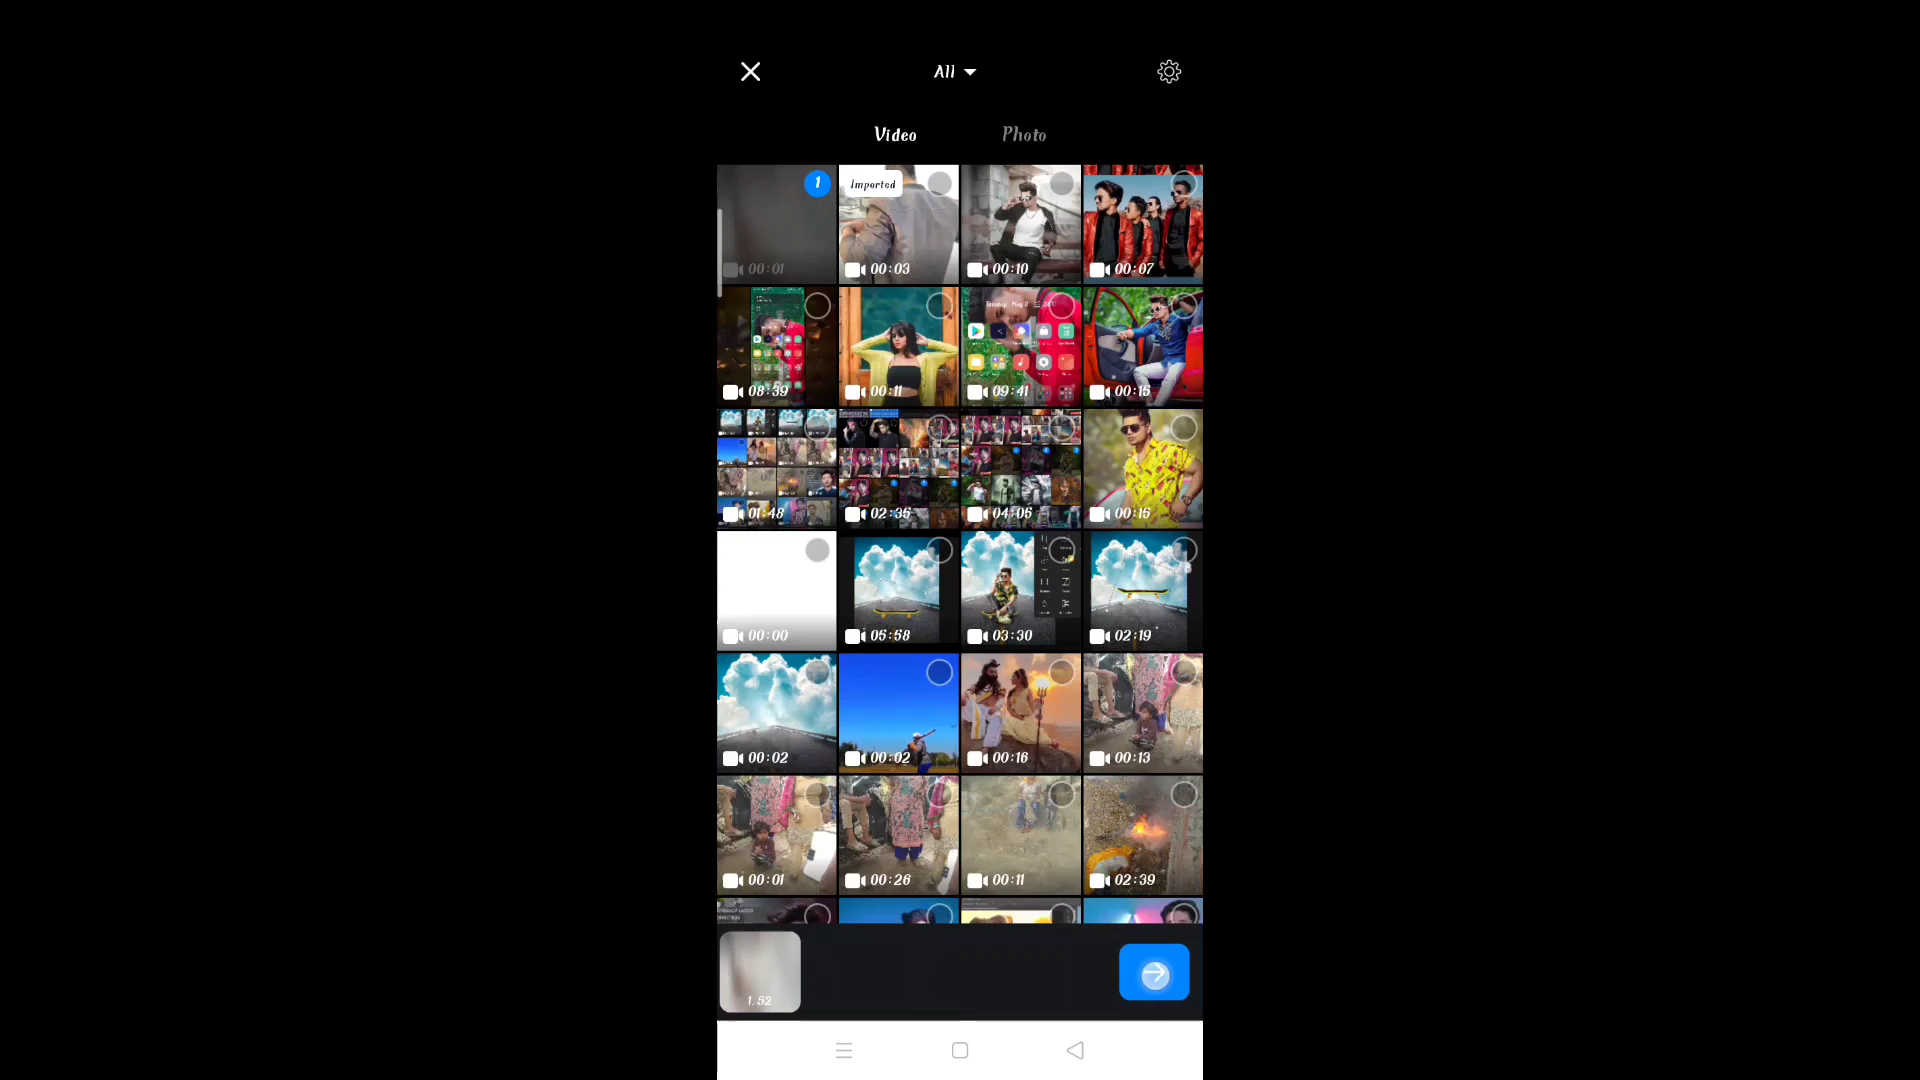 All
Video Photo
1 Imported
00:01 00:03 00:10 00:07
08:39 00:11 09:41 00:15
01:48 02:35 04:05 00:15
00:00 05:58 03:30 02:19
00:02 00:02 00:16 00:13
00:01 00:26 00:11 02:39
1.52